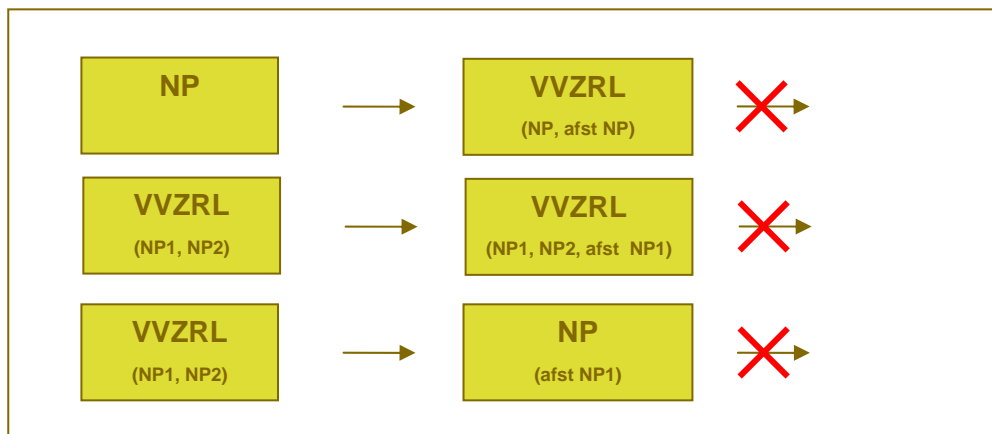 NP
VVZRL
(NP, afst NP)
VVZRL
(NP1, NP2)
VVZRL
(NP1, NP2, afst NP1)
VVZRL
(NP1, NP2)
NP
(afst NP1)